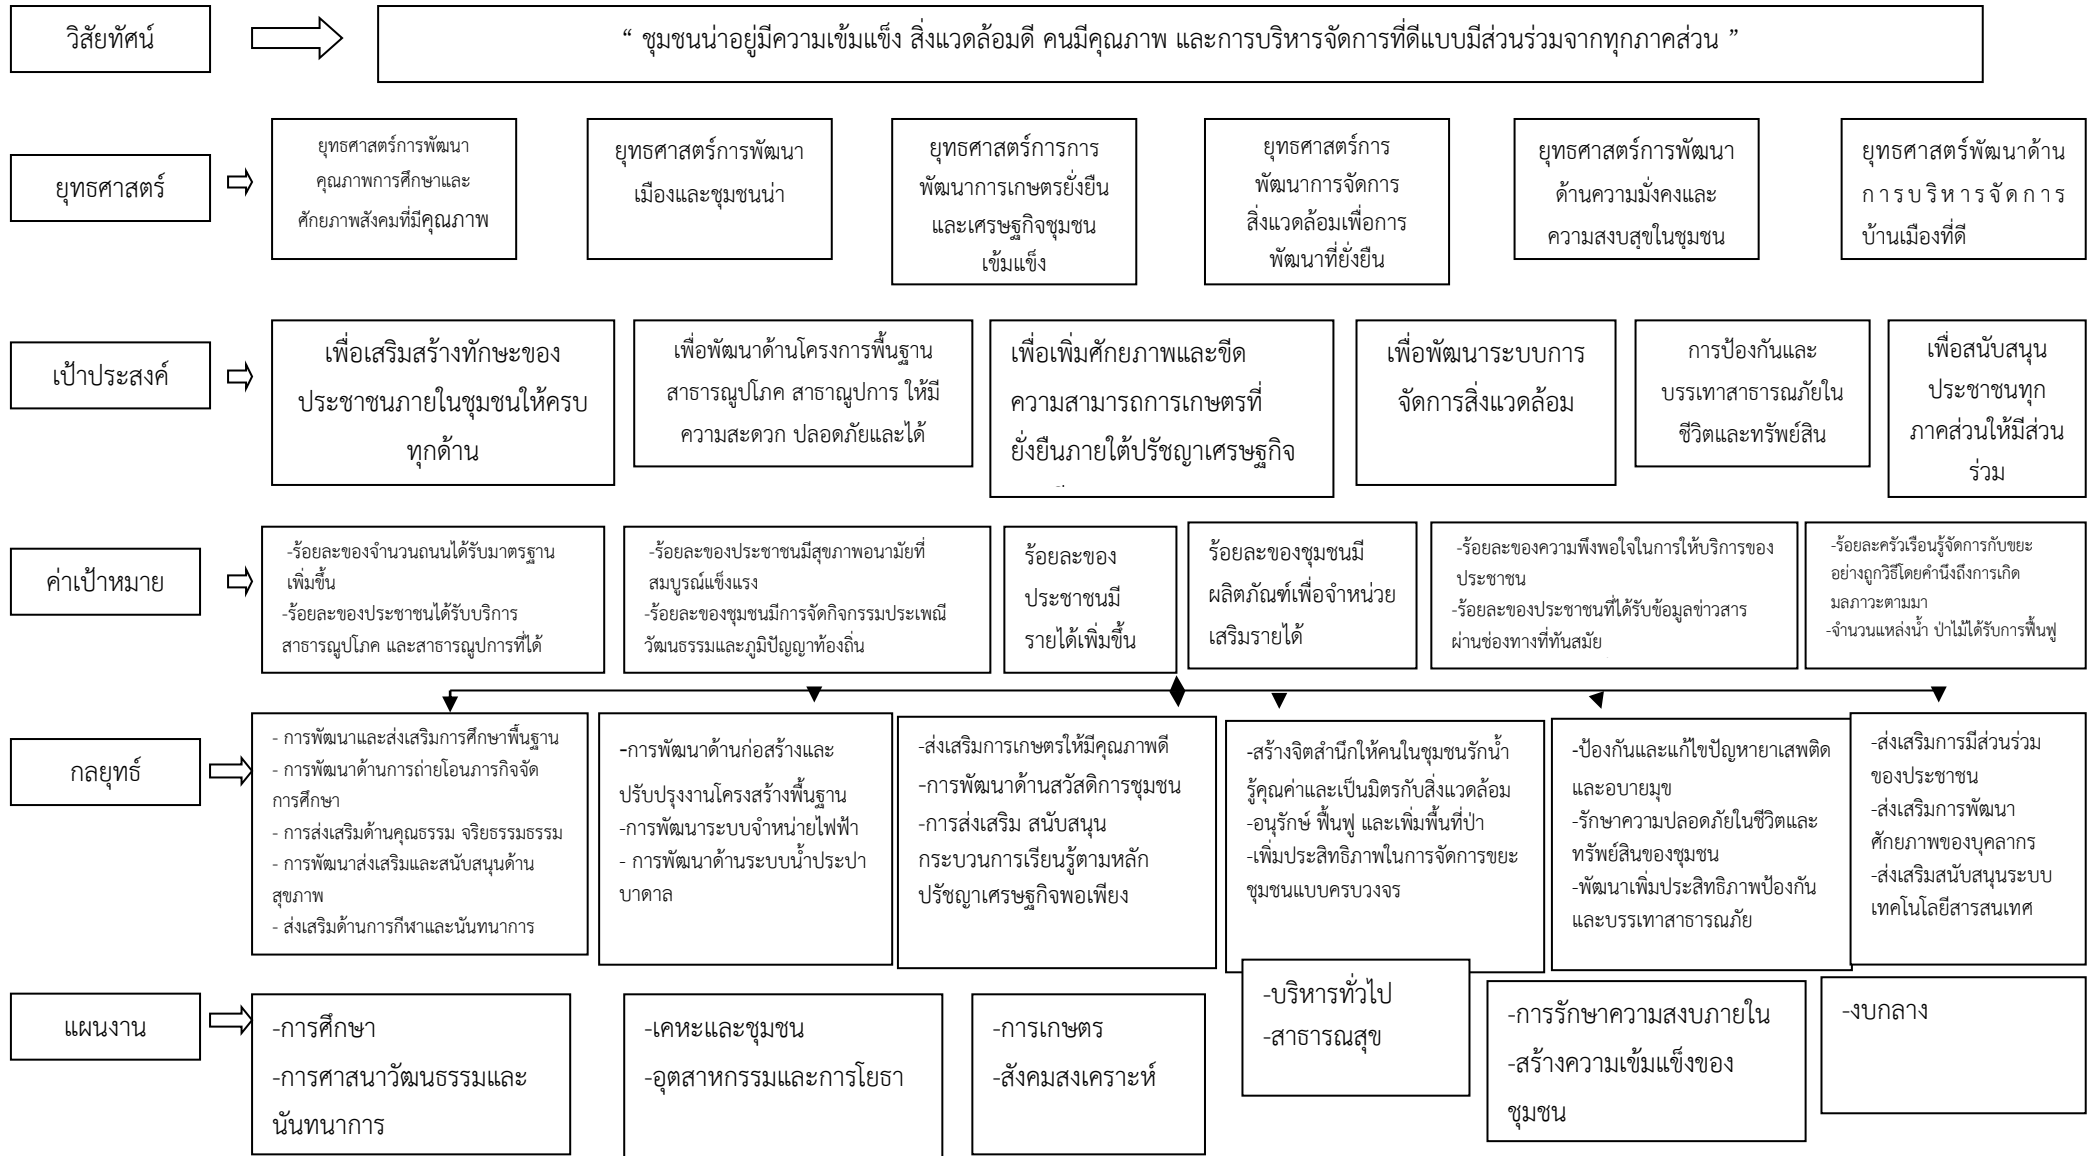 วิสัยทัศน์
“ ชุมชนน่าอยู่มีความเข้มแข็ง สิ่งแวดล้อมดี คนมีคุณภาพ และการบริหารจัดการที่ดีแบบมีส่วนร่วมจากทุกภาคส่วน ”
ยุทธศาสตร์
ยุทธศาสตร์การพัฒนา
คุณภาพการศึกษาและ
ศักยภาพสังคมที่มีคุณภาพ
ยุทธศาสตร์การพัฒนา
เมืองและชุมชนน่า
ยุทธศาสตร์การการ
พัฒนาการเกษตรยั่งยืน
และเศรษฐกิจชุมชน
เข้มแข็ง
ยุทธศาสตร์การ
พัฒนาการจัดการ
สิ่งแวดล้อมเพื่อการ
พัฒนาที่ยั่งยืน
ยุทธศาสตร์การพัฒนา
ด้านความมั่งคงและ
ความสงบสุขในชุมชน
ยุทธศาสตร์พัฒนาด้าน
การบริหารจัดการ
บ้านเมืองที่ดี
เป้าประสงค์
เพื่อเสริมสร้างทักษะของ
ประชาชนภายในชุมชนให้ครบ
ทุกด้าน
เพื่อพัฒนาด้านโครงการพื้นฐาน
สาธารณูปโภค สาธาณูปการ ให้มี
ความสะดวก ปลอดภัยและได้
เพื่อเพิ่มศักยภาพและขีด
ความสามารถการเกษตรที่
ยั่งยืนภายใต้ปรัชญาเศรษฐกิจ
เพื่อพัฒนาระบบการ
จัดการสิ่งแวดล้อม
การป้องกันและ
บรรเทาสาธารณภัยใน
ชีวิตและทรัพย์สิน
เพื่อสนับสนุน
ประชาชนทุก
ภาคส่วนให้มีส่วน
ร่วม
ค่าเป้าหมาย
-ร้อยละของจำนวนถนนได้รับมาตรฐาน
เพิ่มขึ้น
-ร้อยละของประชาชนได้รับบริการ
สาธารณูปโภค และสาธารณูปการที่ได้
-ร้อยละของประชาชนมีสุขภาพอนามัยที่
สมบูรณ์แข็งแรง
-ร้อยละของชุมชนมีการจัดกิจกรรมประเพณี
วัฒนธรรมและภูมิปัญญาท้องถิ่น
ร้อยละของ
ประชาชนมี
รายได้เพิ่มขึ้น
ร้อยละของชุมชนมี
ผลิตภัณฑ์เพื่อจำหน่วย
เสริมรายได้
-ร้อยละของความพึงพอใจในการให้บริการของ
ประชาชน
-ร้อยละของประชาชนที่ได้รับข้อมูลข่าวสาร
ผ่านช่องทางที่ทันสมัย
-ร้อยละครัวเรือนรู้จัดการกับขยะ
อย่างถูกวิธีโดยคำนึงถึงการเกิด
มลภาวะตามมา
-จำนวนแหล่งน้ำ ป่าไม้ได้รับการฟื้นฟู
กลยุทธ์
- การพัฒนาและส่งเสริมการศึกษาพื้นฐาน
- การพัฒนาด้านการถ่ายโอนภารกิจจัด
การศึกษา
- การส่งเสริมด้านคุณธรรม จริยธรรมธรรม
- การพัฒนาส่งเสริมและสนับสนุนด้าน
สุขภาพ
- ส่งเสริมด้านการกีฬาและนันทนาการ
-การพัฒนาด้านก่อสร้างและ
ปรับปรุงงานโครงสร้างพื้นฐาน
-การพัฒนาระบบจำหน่ายไฟฟ้า
- การพัฒนาด้านระบบน้ำประปา
บาดาล
-ส่งเสริมการเกษตรให้มีคุณภาพดี
-การพัฒนาด้านสวัสดิการชุมชน
-การส่งเสริม สนับสนุน
กระบวนการเรียนรู้ตามหลัก
ปรัชญาเศรษฐกิจพอเพียง
-สร้างจิตสำนึกให้คนในชุมชนรักน้ำ
รู้คุณค่าและเป็นมิตรกับสิ่งแวดล้อม
-อนุรักษ์ ฟื้นฟู และเพิ่มพื้นที่ป่า
-เพิ่มประสิทธิภาพในการจัดการขยะ
ชุมชนแบบครบวงจร
-ป้องกันและแก้ไขปัญหายาเสพติด
และอบายมุข
-รักษาความปลอดภัยในชีวิตและ
ทรัพย์สินของชุมชน
-พัฒนาเพิ่มประสิทธิภาพป้องกัน
และบรรเทาสาธารณภัย
-ส่งเสริมการมีส่วนร่วม
ของประชาชน
-ส่งเสริมการพัฒนา
ศักยภาพของบุคลากร
-ส่งเสริมสนับสนุนระบบ
เทคโนโลยีสารสนเทศ
แผนงาน
-การศึกษา
-การศาสนาวัฒนธรรมและ
นันทนาการ
-เคหะและชุมชน
-อุตสาหกรรมและการโยธา
-การเกษตร
-สังคมสงเคราะห์
-บริหารทั่วไป
-สาธารณสุข
-การรักษาความสงบภายใน
-สร้างความเข้มแข็งของ
ชุมชน
-งบกลาง